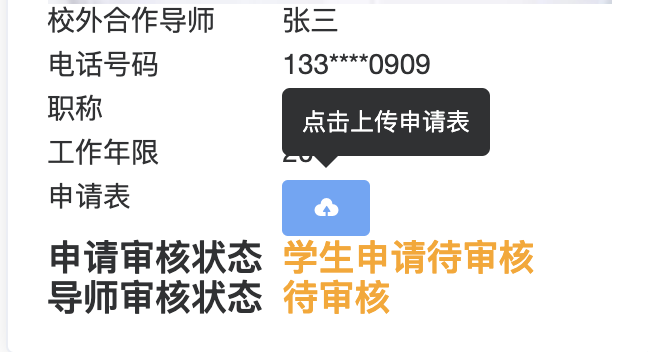 校外合作导师 张三
电话号码 133****0909
职称
点击上传申请表
工作年限
申请表
申请审核状态 学生申请待审核
导师审核状态 待审核